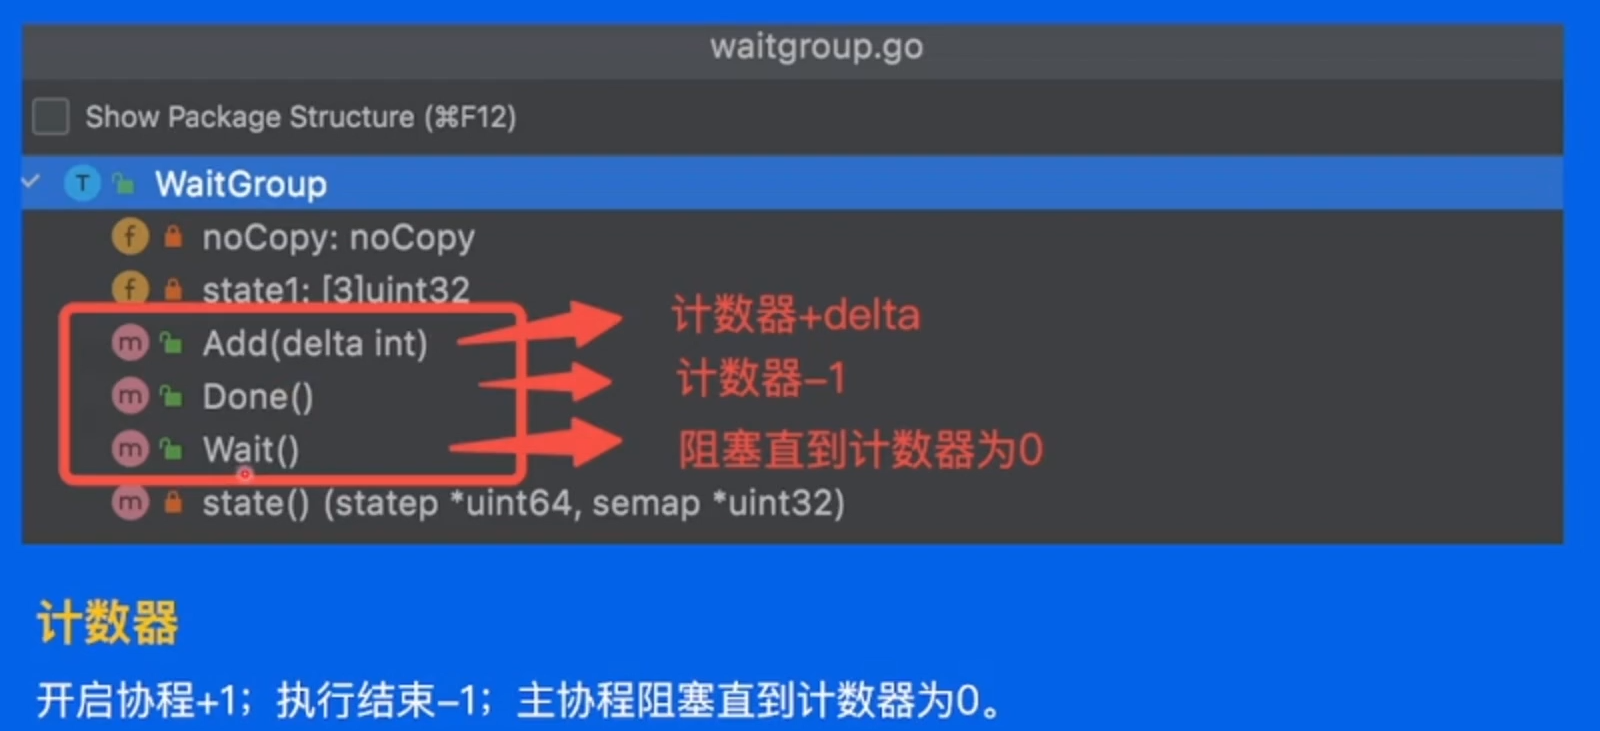 waitgroup.go
Show Package Structure (⌘F12)
T WaitGroup
f noCopy: noCopy
f state1: [3]uint32
m Add(delta int) 计数器+delta
m Done() 计数器-1
m Wait() 阻塞直到计数器为0
m state() (statep *uint64, semap *uint32)
计数器
开启协程+1；执行结束-1；主协程阻塞直到计数器为0。